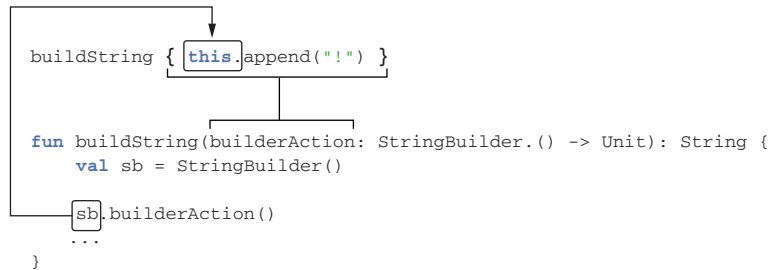 buildString { this.append("!") }
fun buildString(builderAction: StringBuilder.() -> Unit): String {
    val sb = StringBuilder()
    sb.builderAction()
    ...
}